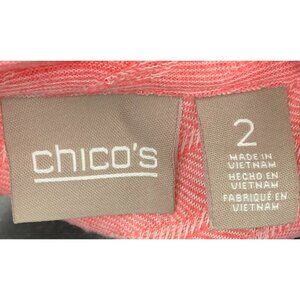 chico's
2
MADE IN
VIETNAM
HECHO EN
VIETNAM
FABRIQUÉ EN
VIETNAM